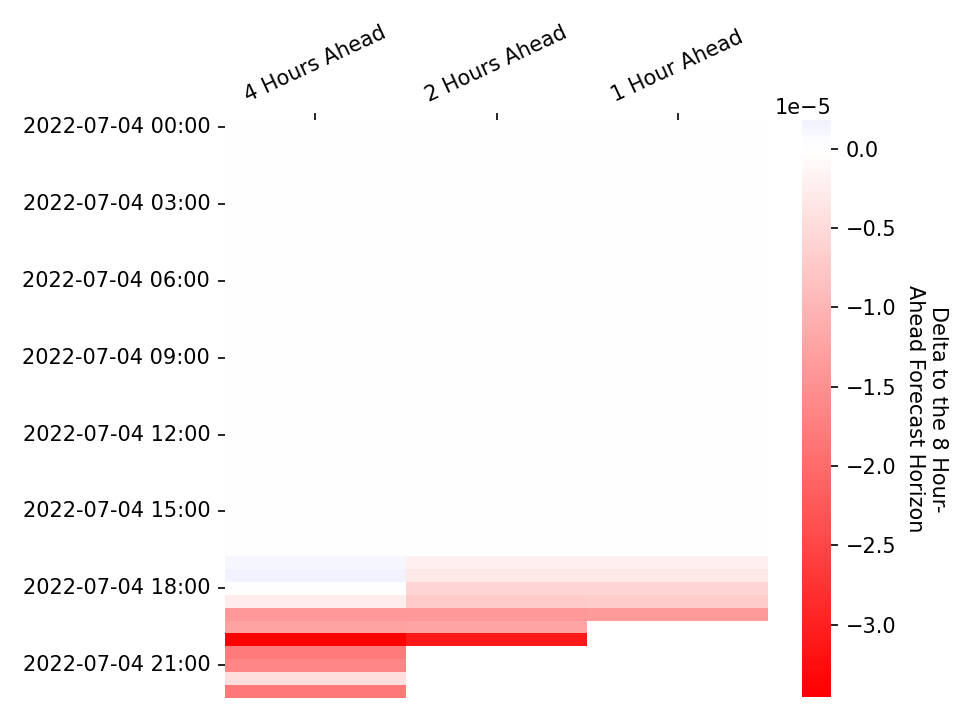 4 Hours Ahead
2 Hours Ahead
1 Hour Ahead
2022-07-04 00:00
2022-07-04 03:00
2022-07-04 06:00
2022-07-04 09:00
2022-07-04 12:00
2022-07-04 15:00
2022-07-04 18:00
2022-07-04 21:00
1e−5
0.0
−0.5
−1.0
−1.5
−2.0
−2.5
−3.0
Delta to the 8 Hour-
Ahead Forecast Horizon